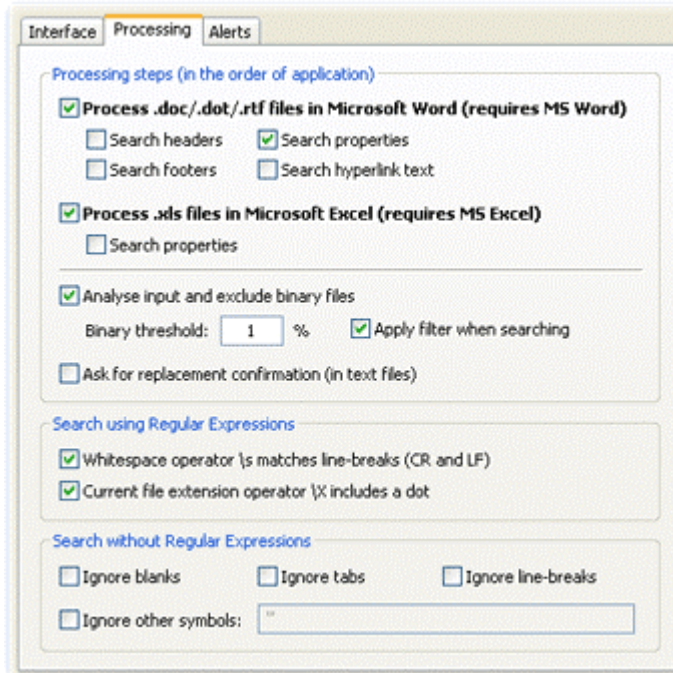 Interface Processing Alerts
Processing steps (in the order of application)
Process .doc/.dot/.rtf files in Microsoft Word (requires MS Word)
Search headers Search properties
Search footers Search hyperlink text
Process .xls files in Microsoft Excel (requires MS Excel)
Search properties
Analyse input and exclude binary files
Binary threshold: 1 % Apply filter when searching
Ask for replacement confirmation (in text files)
Search using Regular Expressions
Whitespace operator \s matches line-breaks (CR and LF)
Current file extension operator \X includes a dot
Search without Regular Expressions
Ignore blanks Ignore tabs Ignore line-breaks
Ignore other symbols: "